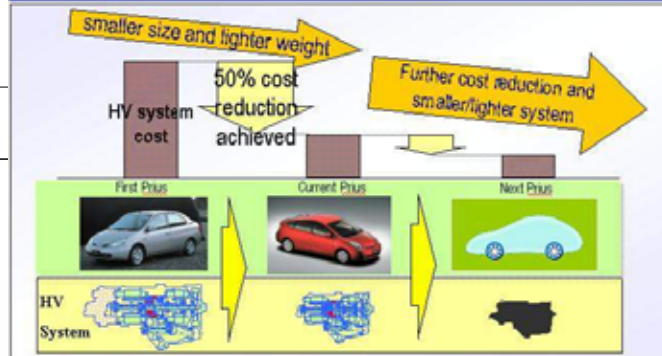 smaller size and lighter weight
Further cost reduction and
smaller/lighter system
HV system
cost
50% cost
reduction
achieved
First Prius
Current Prius
Next Prius
HV
System